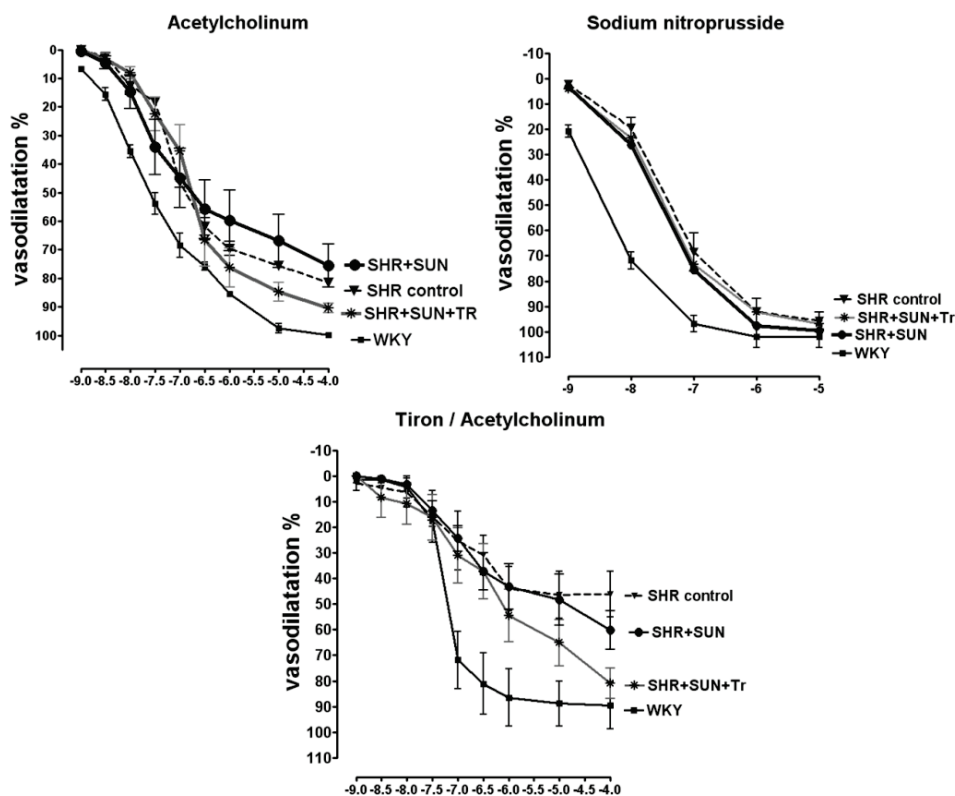 Acetylcholinum
vasodilatation %
0
10
20
30
40
50
60
70
80
90
100
-9.0 -8.5 -8.0 -7.5 -7.0 -6.5 -6.0 -5.5 -5.0 -4.5 -4.0
SHR+SUN
SHR control
SHR+SUN+TR
WKY
Sodium nitroprusside
vasodilatation %
-10
0
10
20
30
40
50
60
70
80
90
100
110
-9 -8 -7 -6 -5
SHR control
SHR+SUN+Tr
SHR+SUN
WKY
Tiron / Acetylcholinum
vasodilatation %
-10
0
10
20
30
40
50
60
70
80
90
100
110
-9.0 -8.5 -8.0 -7.5 -7.0 -6.5 -6.0 -5.5 -5.0 -4.5 -4.0
SHR control
SHR+SUN
SHR+SUN+Tr
WKY